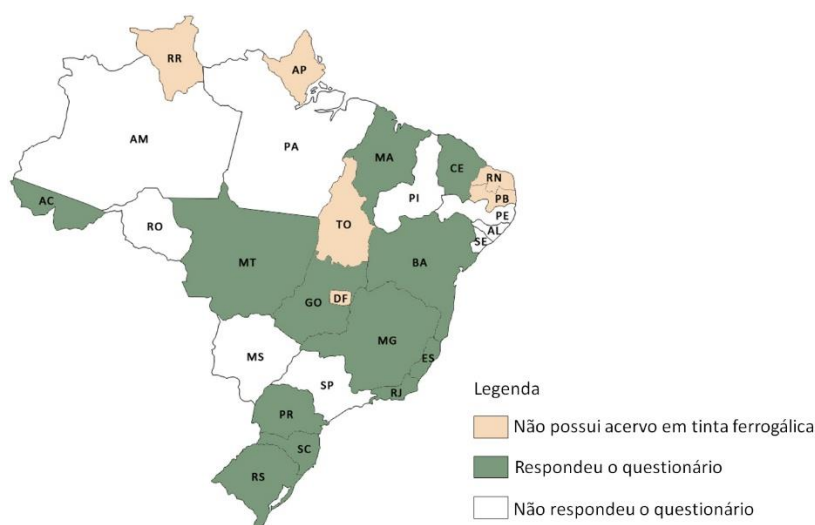 RR
AP
AM
PA
MA
CE
RN
PB
PE
AL
SE
PI
AC
RO
TO
MT
BA
GO
DF
MG
ES
MS
SP
RJ
PR
SC
RS
Legenda
Não possui acervo em tinta ferrogálica
Respondeu o questionário
Não respondeu o questionário